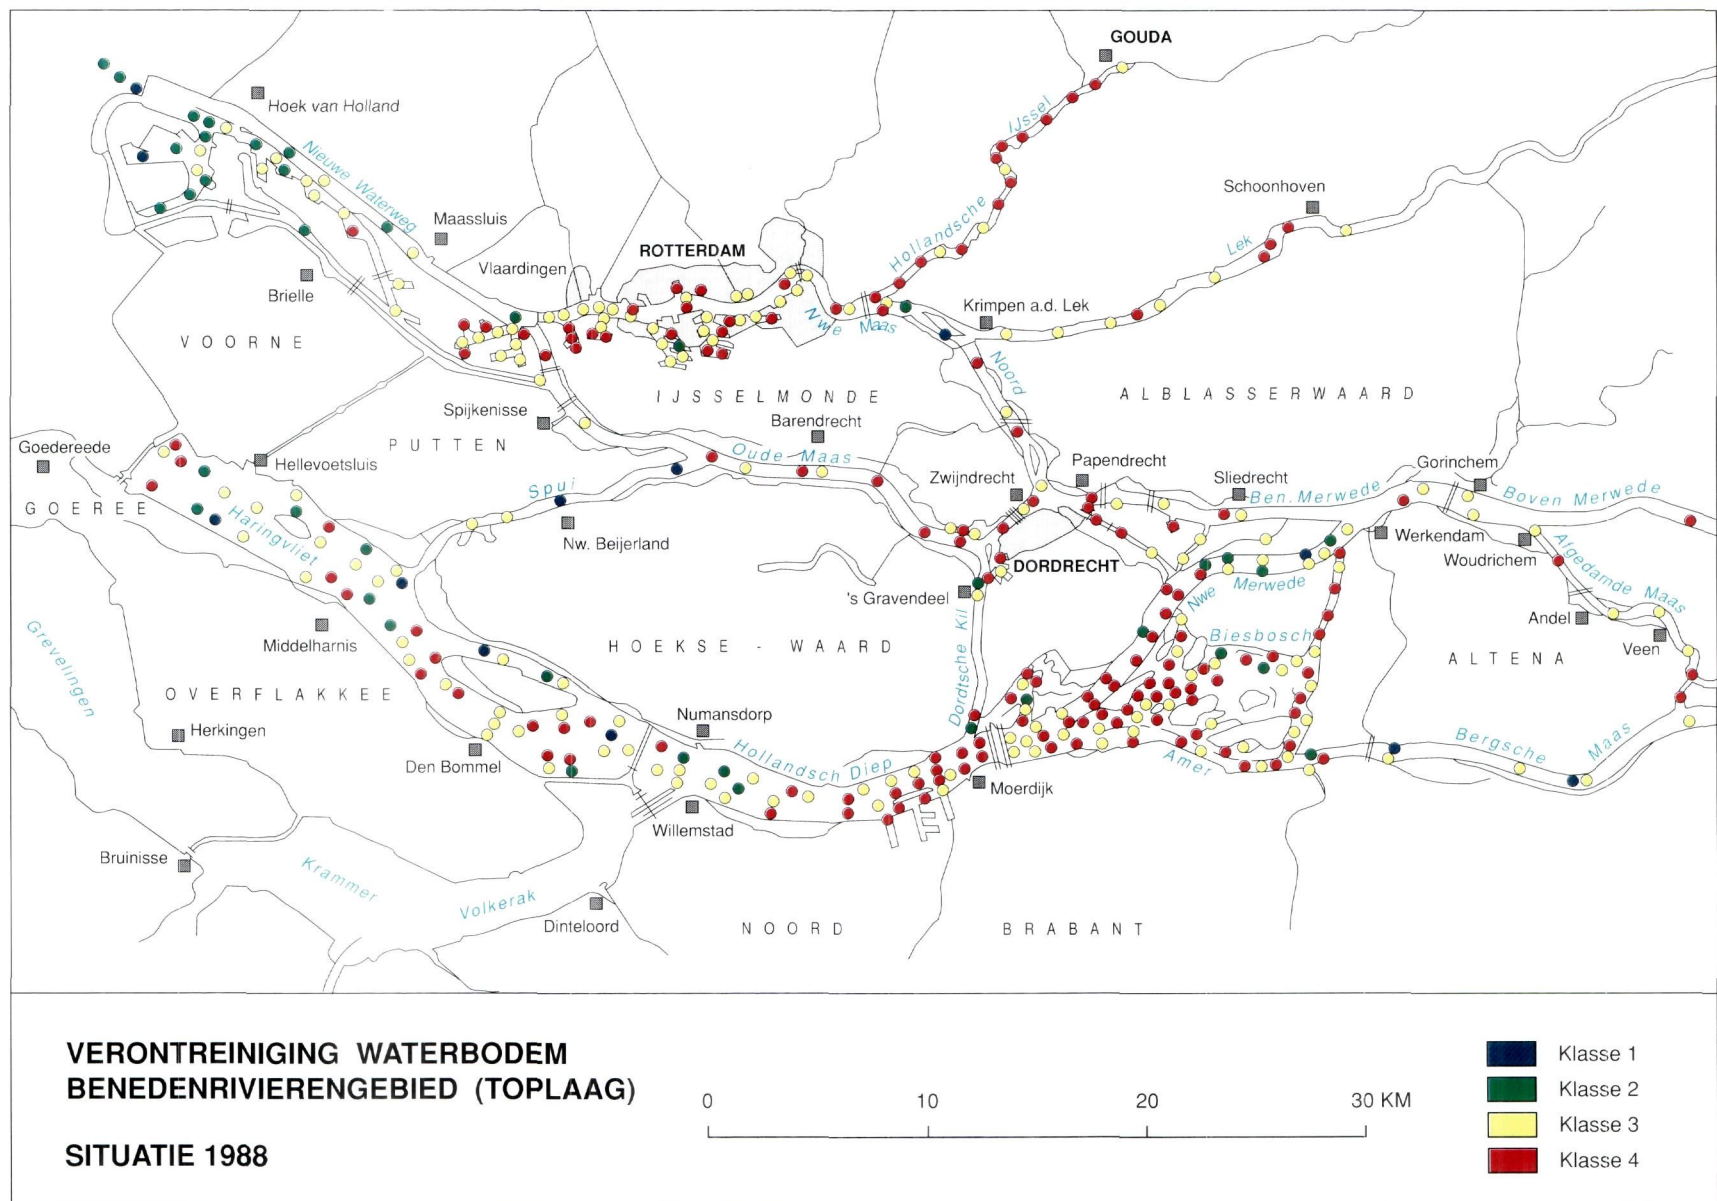 GOUDA
Hoek van Holland
IJssel
Nieuwe Waterweg
Schoonhoven
Maassluis
Hollandsche
Lek
ROTTERDAM
Vlaardingen
Brielle
Krimpen a.d. Lek
Nwe Maas
VOORNE
Noord
IJSSELMONDE
ALBLASSERWAARD
Spijkenisse
Barendrecht
PUTTEN
Goedereede
Oude Maas
Hellevoetsluis
Zwijndrecht
Papendrecht
Sliedrecht
Gorinchem
Spui
Ben. Merwede
Boven Merwede
GOEREE
Haringvliet
Nw. Beijerland
Werkendam
Woudrichem
Afgedamde Maas
DORDRECHT
's Gravendeel
Nwe Merwede
Andel
Grevelingen
Middelharnis
HOEKSE - WAARD
Dordtsche Kil
Biesbosch
Veen
ALTENA
OVERFLAKKEE
Herkingen
Numansdorp
Den Bommel
Hollandsch Diep
Amer
Bergsche Maas
Moerdijk
Willemstad
Bruinisse
Krammer
Volkerak
Dinteloord
NOORD BRABANT
VERONTREINIGING WATERBODEM
BENEDENRIVIERENGEBIED (TOPLAAG)
SITUATIE 1988
0 10 20 30 KM
Klasse 1
Klasse 2
Klasse 3
Klasse 4